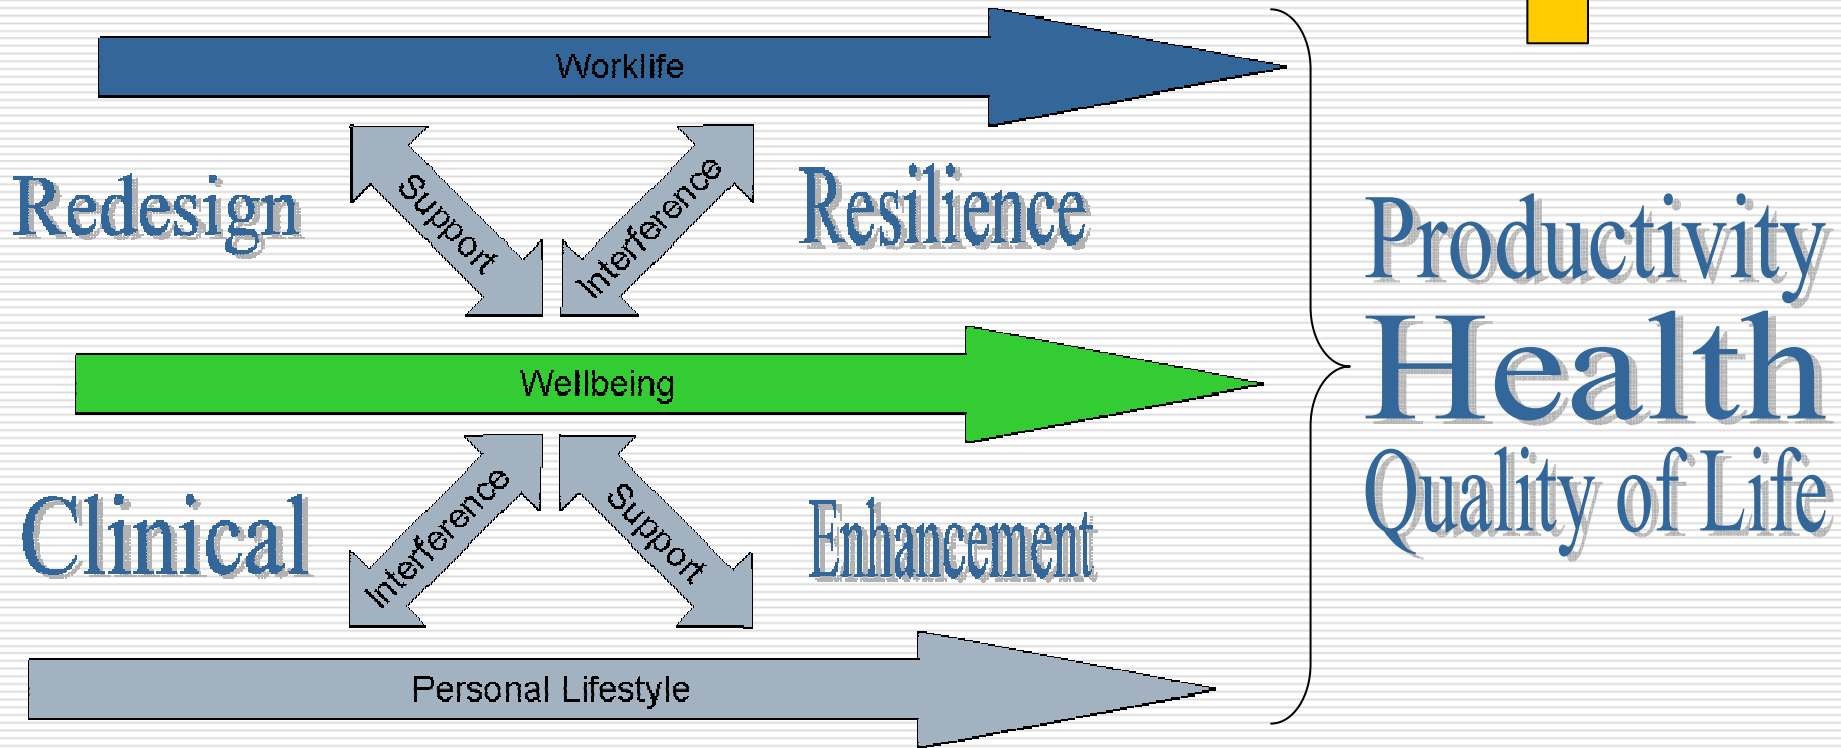 Worklife
Redesign
Support
Interference
Resilience
Productivity
Health
Quality of Life
Wellbeing
Clinical
Interference
Support
Enhancement
Personal Lifestyle